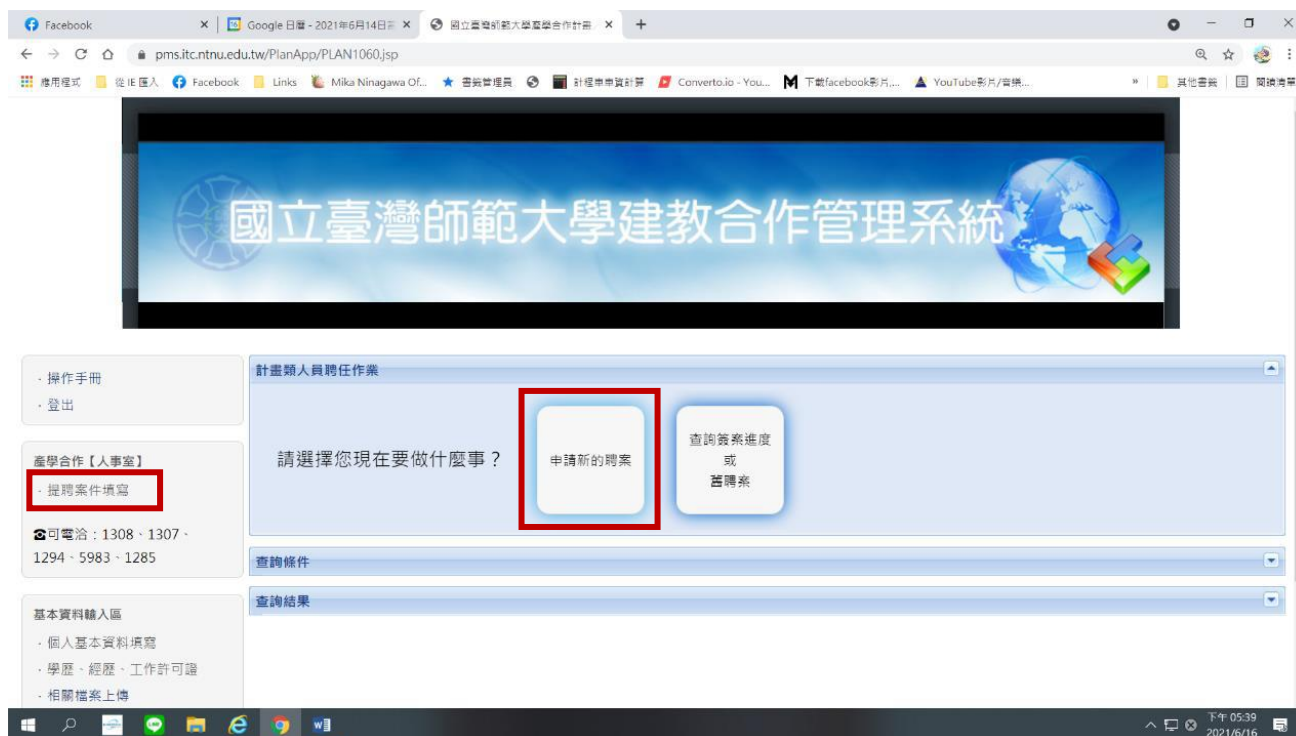 Facebook
Google 日曆 - 2021年6月14日
國立臺灣師範大學產學合作計畫
pms.itc.ntnu.edu.tw/PlanApp/PLAN1060.jsp
應用程式 從 IE 匯入 Facebook Links Mika Ninagawa Of... 書籤管理員 計程車車資計算 Converto.io - You... 下載facebook影片,... YouTube影片/音樂... » 其他書籤 閱讀清單
國立臺灣師範大學建教合作管理系統
· 操作手冊
· 登出
產學合作【人事室】
· 提聘案件填寫
☎可電洽：1308、1307、
1294、5983、1285
基本資料輸入區
· 個人基本資料填寫
· 學歷、經歷、工作許可證
· 相關檔案上傳
計畫類人員聘任作業
請選擇您現在要做什麼事？
申請新的聘案
查詢簽案進度
或
舊聘案
查詢條件
查詢結果
下午 05:39
2021/6/16